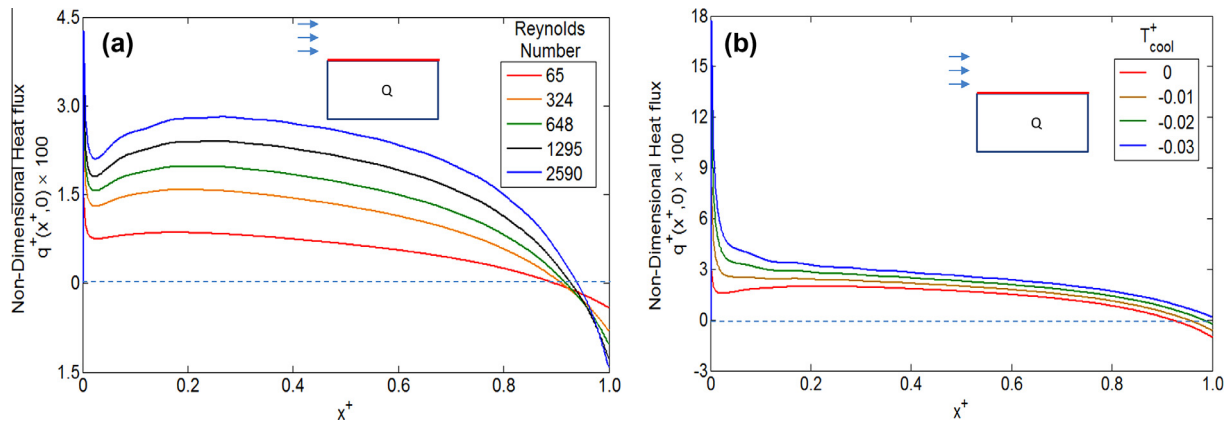 (a)
Non-Dimensional Heat flux
q⁺(x⁺,0) × 100
4.5
3.0
1.5
0
1.5
0
0.2
0.4
0.6
0.8
1.0
x⁺
Q
Reynolds
Number
65
324
648
1295
2590
(b)
Non-Dimensional Heat flux
q⁺(x⁺,0) × 100
18
15
12
9
6
3
0
-3
0
0.2
0.4
0.6
0.8
1.0
x⁺
Q
T⁺cool
0
-0.01
-0.02
-0.03